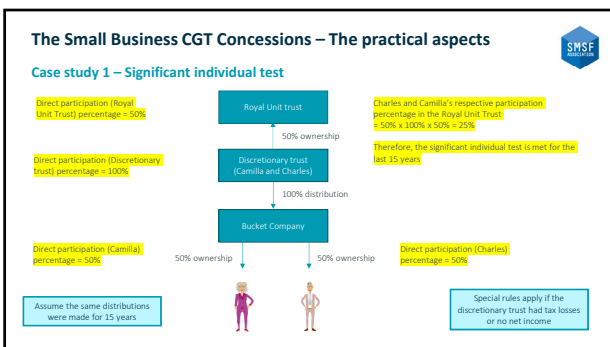 The Small Business CGT Concessions – The practical aspects
SMSF
ASSOCIATION
Case study 1 – Significant individual test
Direct participation (Royal
Unit Trust) percentage = 50%
Royal Unit trust
Charles and Camilla's respective participation
percentage in the Royal Unit Trust
= 50% x 100% x 50% = 25%
50% ownership
Therefore, the significant individual test is met for the
last 15 years
Direct participation (Discretionary
trust) percentage = 100%
Discretionary trust
(Camilla and Charles)
100% distribution
Bucket Company
Direct participation (Camilla)
percentage = 50%
50% ownership
50% ownership
Direct participation (Charles)
percentage = 50%
Assume the same distributions
were made for 15 years
Special rules apply if the
discretionary trust had tax losses
or no net income